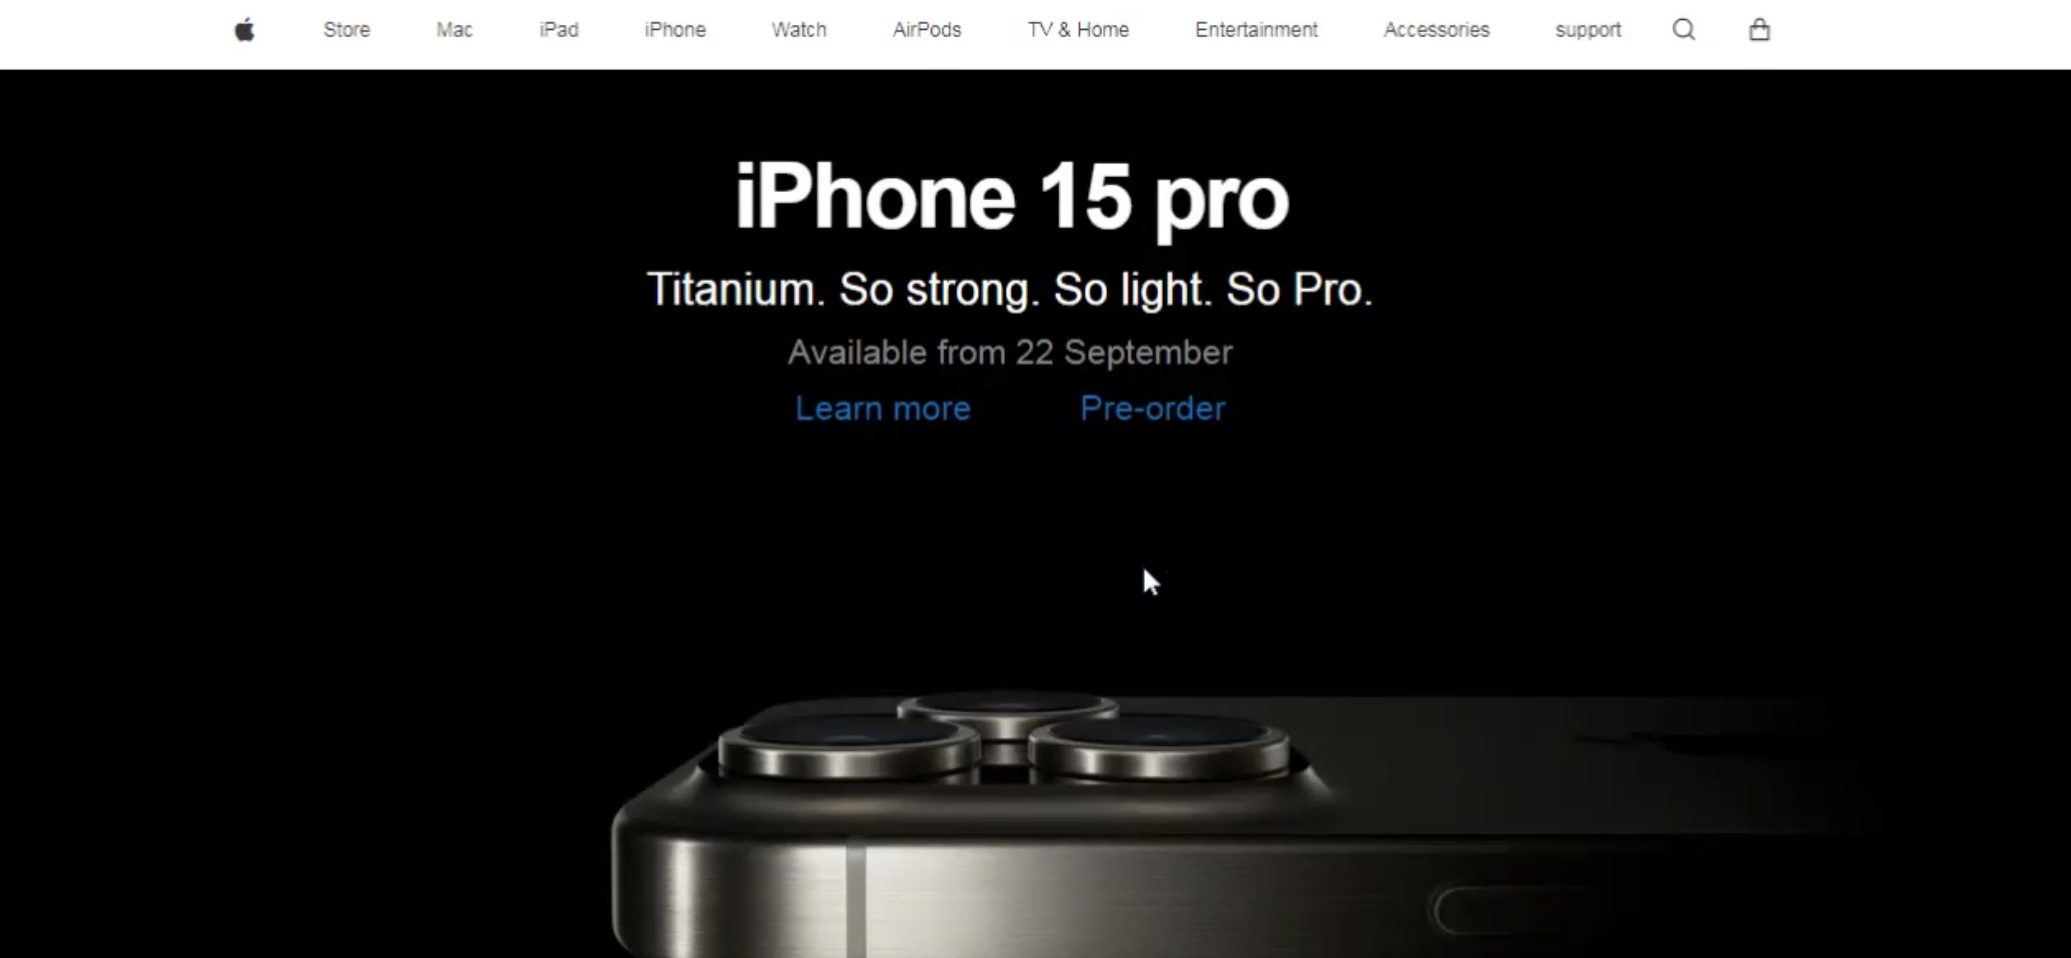 Store Mac iPad iPhone Watch AirPods TV & Home Entertainment Accessories support
iPhone 15 pro
Titanium. So strong. So light. So Pro.
Available from 22 September
Learn more Pre-order